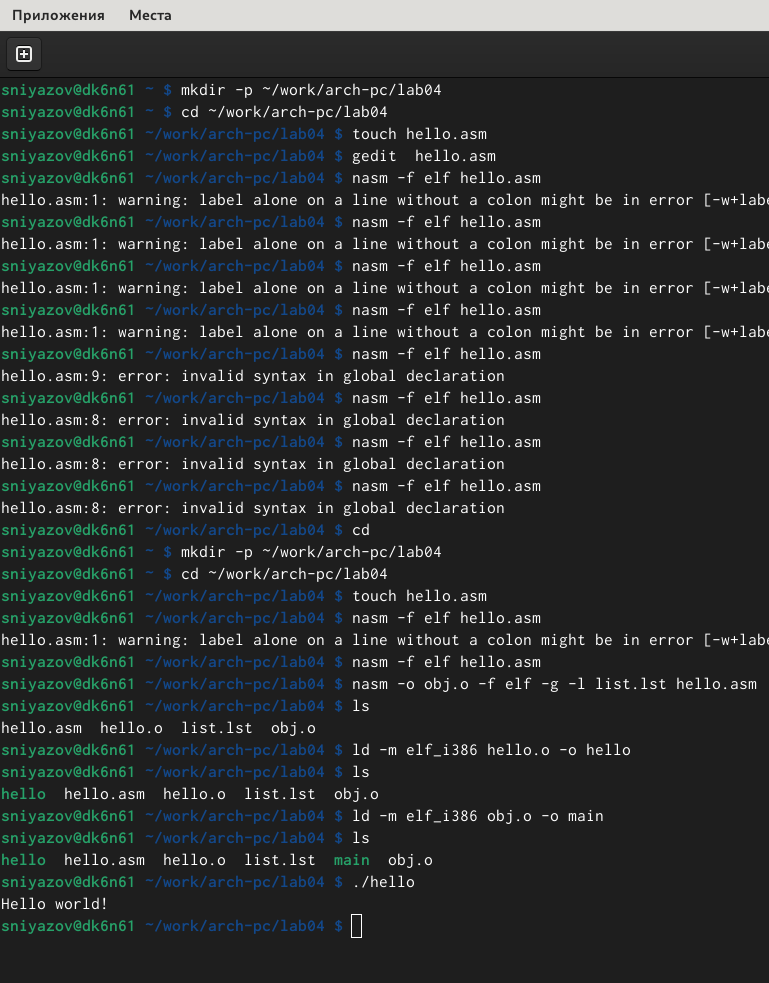 Приложения Места
sniyazov@dk6n61 ~ $ mkdir -p ~/work/arch-pc/lab04
sniyazov@dk6n61 ~ $ cd ~/work/arch-pc/lab04
sniyazov@dk6n61 ~/work/arch-pc/lab04 $ touch hello.asm
sniyazov@dk6n61 ~/work/arch-pc/lab04 $ gedit  hello.asm
sniyazov@dk6n61 ~/work/arch-pc/lab04 $ nasm -f elf hello.asm
hello.asm:1: warning: label alone on a line without a colon might be in error [-w+labe
sniyazov@dk6n61 ~/work/arch-pc/lab04 $ nasm -f elf hello.asm
hello.asm:1: warning: label alone on a line without a colon might be in error [-w+labe
sniyazov@dk6n61 ~/work/arch-pc/lab04 $ nasm -f elf hello.asm
hello.asm:1: warning: label alone on a line without a colon might be in error [-w+labe
sniyazov@dk6n61 ~/work/arch-pc/lab04 $ nasm -f elf hello.asm
hello.asm:1: warning: label alone on a line without a colon might be in error [-w+labe
sniyazov@dk6n61 ~/work/arch-pc/lab04 $ nasm -f elf hello.asm
hello.asm:9: error: invalid syntax in global declaration
sniyazov@dk6n61 ~/work/arch-pc/lab04 $ nasm -f elf hello.asm
hello.asm:8: error: invalid syntax in global declaration
sniyazov@dk6n61 ~/work/arch-pc/lab04 $ nasm -f elf hello.asm
hello.asm:8: error: invalid syntax in global declaration
sniyazov@dk6n61 ~/work/arch-pc/lab04 $ nasm -f elf hello.asm
hello.asm:8: error: invalid syntax in global declaration
sniyazov@dk6n61 ~/work/arch-pc/lab04 $ cd
sniyazov@dk6n61 ~ $ mkdir -p ~/work/arch-pc/lab04
sniyazov@dk6n61 ~ $ cd ~/work/arch-pc/lab04
sniyazov@dk6n61 ~/work/arch-pc/lab04 $ touch hello.asm
sniyazov@dk6n61 ~/work/arch-pc/lab04 $ nasm -f elf hello.asm
hello.asm:1: warning: label alone on a line without a colon might be in error [-w+labe
sniyazov@dk6n61 ~/work/arch-pc/lab04 $ nasm -f elf hello.asm
sniyazov@dk6n61 ~/work/arch-pc/lab04 $ nasm -o obj.o -f elf -g -l list.lst hello.asm
sniyazov@dk6n61 ~/work/arch-pc/lab04 $ ls
hello.asm  hello.o  list.lst  obj.o
sniyazov@dk6n61 ~/work/arch-pc/lab04 $ ld -m elf_i386 hello.o -o hello
sniyazov@dk6n61 ~/work/arch-pc/lab04 $ ls
hello  hello.asm  hello.o  list.lst  obj.o
sniyazov@dk6n61 ~/work/arch-pc/lab04 $ ld -m elf_i386 obj.o -o main
sniyazov@dk6n61 ~/work/arch-pc/lab04 $ ls
hello  hello.asm  hello.o  list.lst  main  obj.o
sniyazov@dk6n61 ~/work/arch-pc/lab04 $ ./hello
Hello world!
sniyazov@dk6n61 ~/work/arch-pc/lab04 $